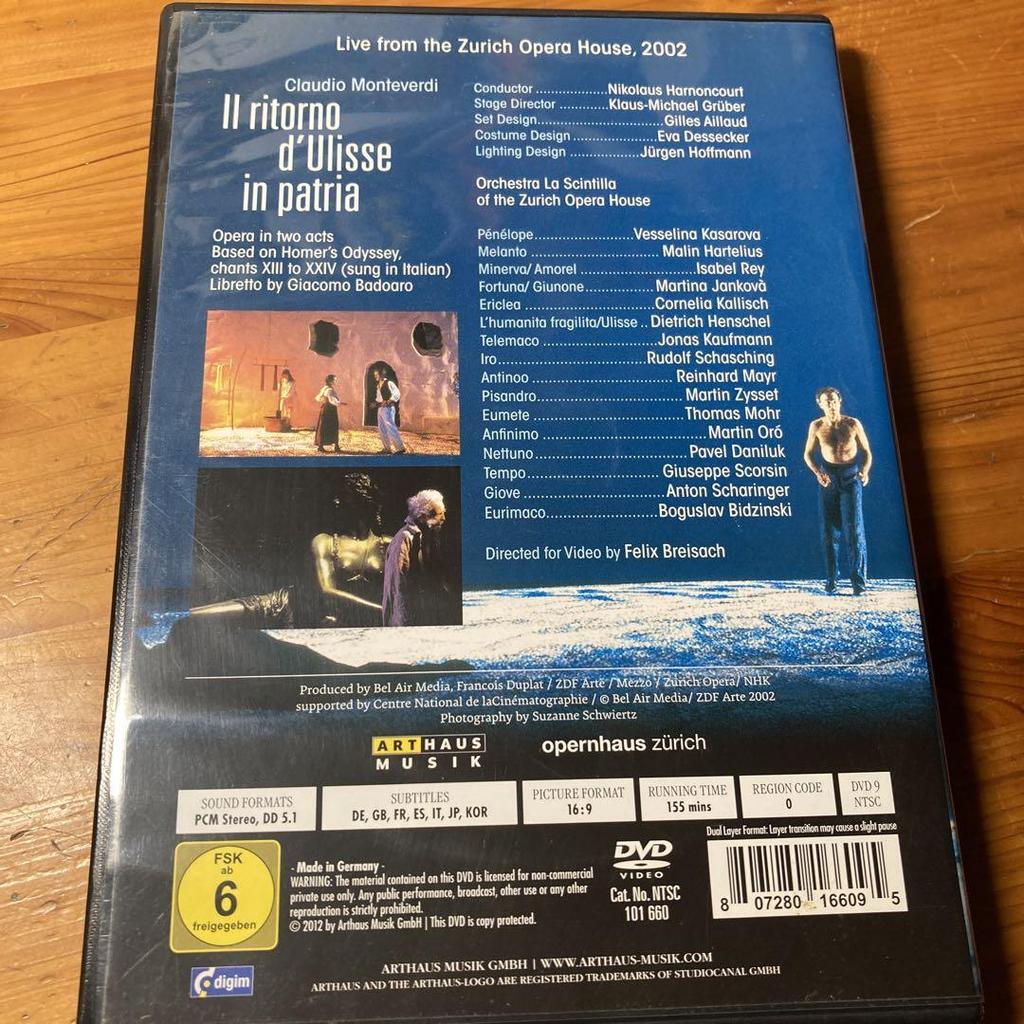 Live from the Zurich Opera House, 2002
Claudio Monteverdi
Il ritorno
d'Ulisse
in patria
Opera in two acts
Based on Homer's Odyssey,
chants XIII to XXIV (sung in Italian)
Libretto by Giacomo Badoaro
Conductor ................Nikolaus Harnoncourt
Stage Director ...........Klaus-Michael Grüber
Set Design............................Gilles Aillaud
Costume Design...................Eva Dessecker
Lighting Design ...............Jürgen Hoffmann
Orchestra La Scintilla
of the Zurich Opera House
Pénélope......................Vesselina Kasarova
Melanto ...............................Malin Hartelius
Minerva/ Amorel ..........................Isabel Rey
Fortuna/ Giunone................Martina Jankovà
Ericlea ..............................Cornelia Kallisch
L'humanita fragilita/Ulisse ..Dietrich Henschel
Telemaco ............................Jonas Kaufmann
Iro...............................Rudolf Schasching
Antinoo ..............................Reinhard Mayr
Pisandro...............................Martin Zysset
Eumete ................................Thomas Mohr
Anfinimo .................................Martin Oró
Nettuno...............................Pavel Daniluk
Tempo...........................Giuseppe Scorsin
Giove ............................Anton Scharinger
Eurimaco.........................Boguslav Bidzinski
Directed for Video by Felix Breisach
Produced by Bel Air Media, Francois Duplat / ZDF Arte / Mezzo / Zurich Opera/ NHK
supported by Centre National de laCinématographie / © Bel Air Media/ ZDF Arte 2002
Photography by Suzanne Schwiertz
ARTHAUS
MUSIK
opernhaus zürich
SOUND FORMATS
PCM Stereo, DD 5.1
SUBTITLES
DE, GB, FR, ES, IT, JP, KOR
PICTURE FORMAT
16:9
RUNNING TIME
155 mins
REGION CODE
0
DVD 9
NTSC
Dual Layer Format: Layer transition may cause a slight pause
FSK
ab
6
freigegeben
- Made in Germany -
WARNING: The material contained on this DVD is licensed for non-commercial
private use only. Any public performance, broadcast, other use or any other
reproduction is strictly prohibited.
© 2012 by Arthaus Musik GmbH | This DVD is copy protected.
DVD
VIDEO
Cat. No. NTSC
101 660
8 07280 16609 5
digim
ARTHAUS MUSIK GMBH | WWW.ARTHAUS-MUSIK.COM
ARTHAUS AND THE ARTHAUS-LOGO ARE REGISTERED TRADEMARKS OF STUDIOCANAL GMBH